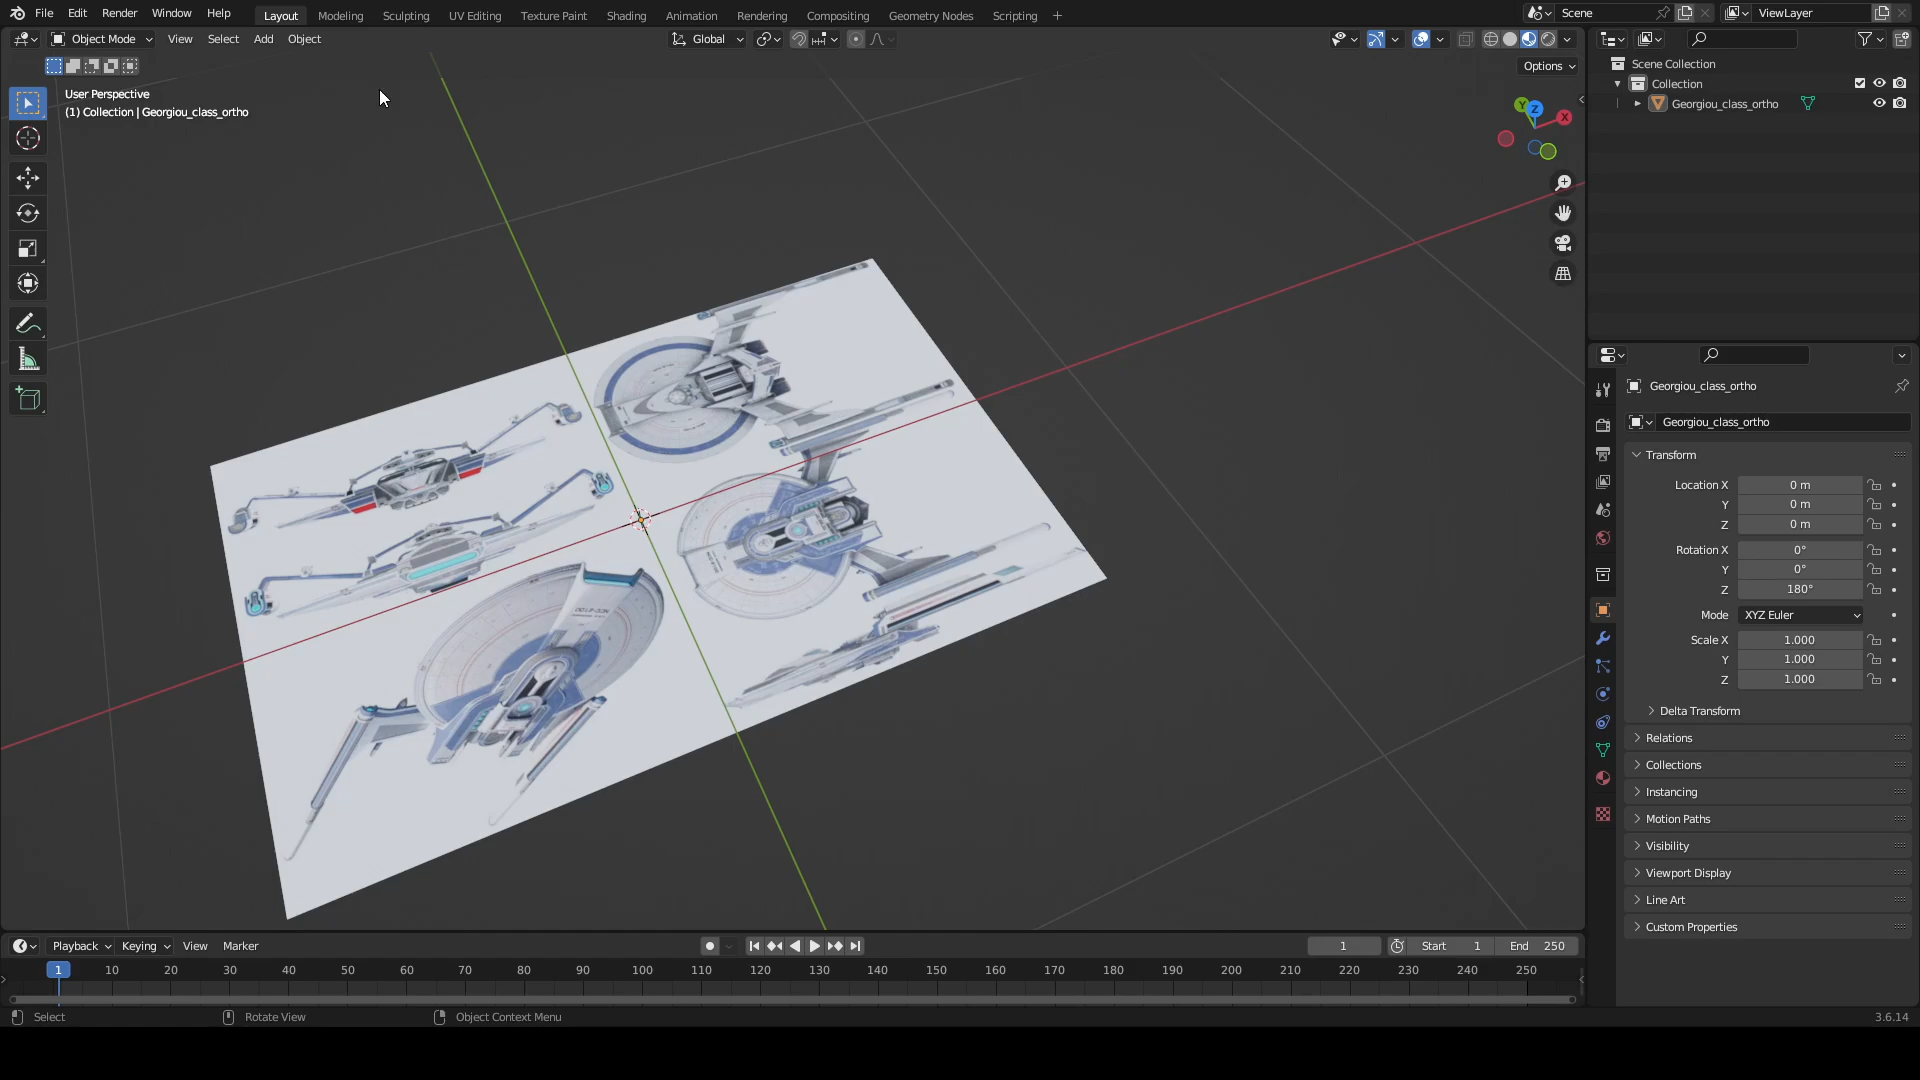 File Edit Render Window Help Layout Modeling Sculpting UV Editing Texture Paint Shading Animation Rendering Compositing Geometry Nodes Scripting + Scene ViewLayer
Object Mode View Select Add Object Global
Options
User Perspective
(1) Collection | Georgiou_class_ortho
Y Z X
Scene Collection
Collection
Georgiou_class_ortho
Georgiou_class_ortho
Georgiou_class_ortho
Transform
Location X 0 m
Y 0 m
Z 0 m
Rotation X 0°
Y 0°
Z 180°
Mode XYZ Euler
Scale X 1.000
Y 1.000
Z 1.000
Delta Transform
Relations
Collections
Instancing
Motion Paths
Visibility
Viewport Display
Line Art
Custom Properties
Playback Keying View Marker 1 Start 1 End 250
1 10 20 30 40 50 60 70 80 90 100 110 120 130 140 150 160 170 180 190 200 210 220 230 240 250
Select Rotate View Object Context Menu 3.6.14